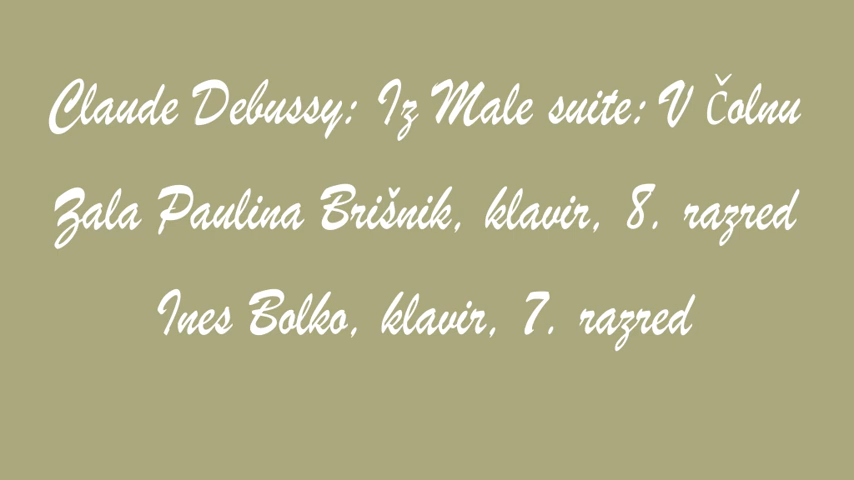 Claude Debussy: Iz Male suite: V Čolnu
Zala Paulina Brišnik, klavir, 8. razred
Ines Bolko, klavir, 7. razred